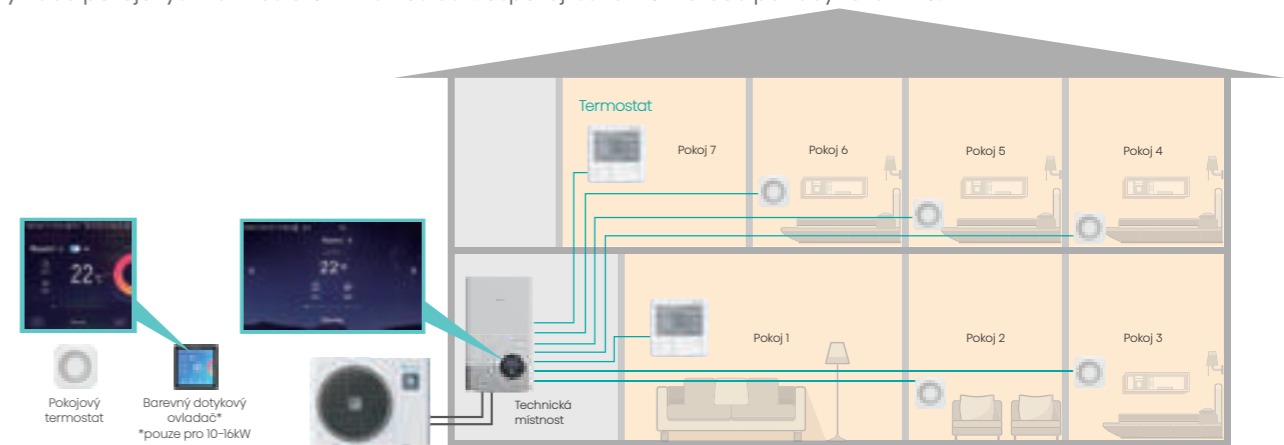 Termostat
Pokoj 7
Pokoj 6
Pokoj 5
Pokoj 4
22
22°
Pokoj 1
Pokoj 2
Pokoj 3
Pokojový
termostat
Barevný dotykový
ovladač*
*pouze pro 10-16kW
Technická
místnost